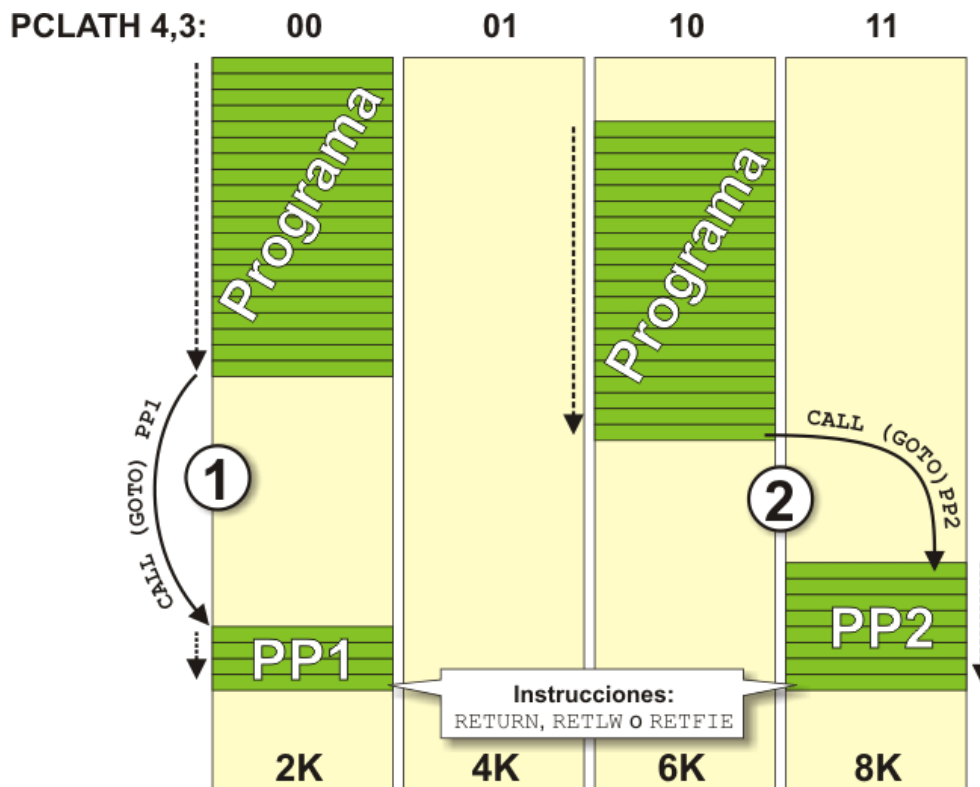 PCLATH 4,3: 00 01 10 11
Programa
Programa
CALL (GOTO) PP1
1
CALL (GOTO) PP2
2
PP1
PP2
Instrucciones:
RETURN, RETLW o RETFIE
2K 4K 6K 8K